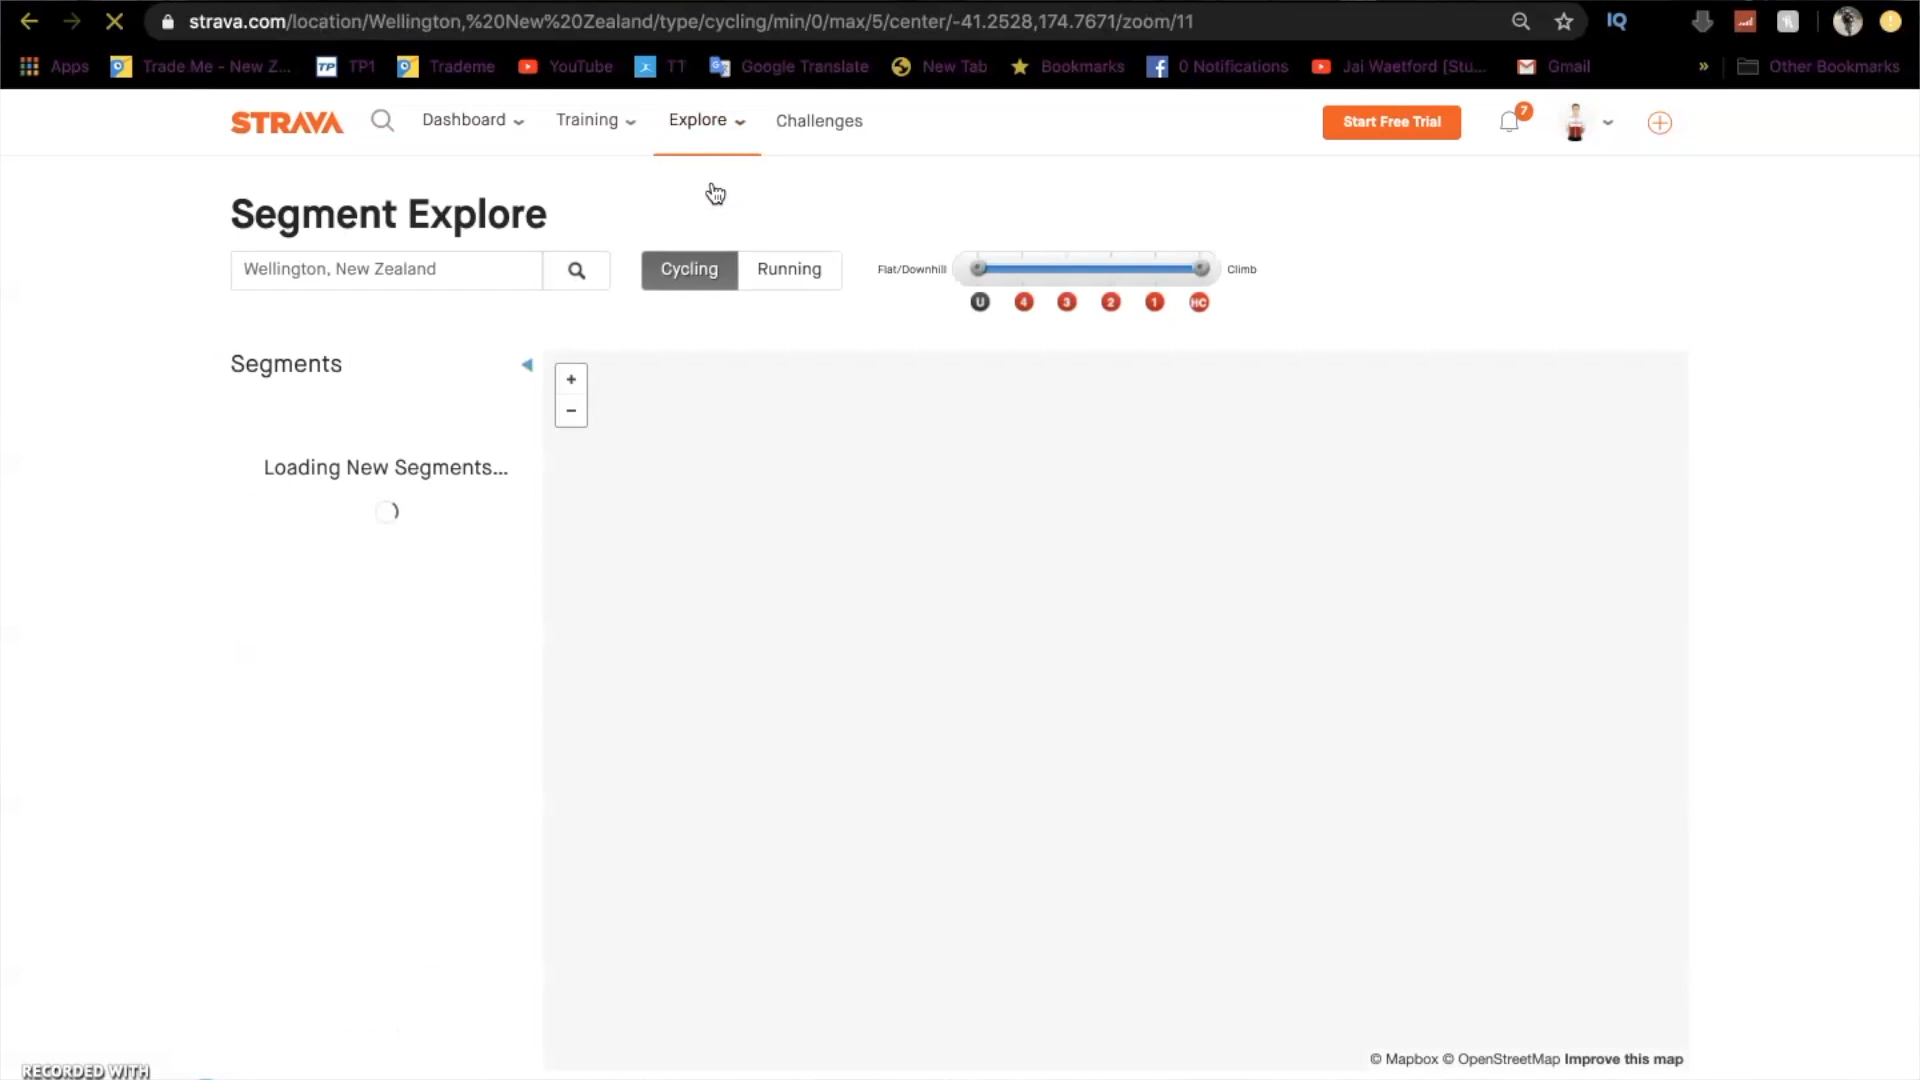 strava.com/location/Wellington,%20New%20Zealand/type/cycling/min/0/max/5/center/-41.2528,174.7671/zoom/11
IQ
Apps Trade Me - New Z... TP TP1 Trademe YouTube TT Google Translate New Tab Bookmarks 0 Notifications Jai Waetford [Stu... Gmail » Other Bookmarks
STRAVA Dashboard Training Explore Challenges Start Free Trial 7
Segment Explore
Wellington, New Zealand Cycling Running Flat/Downhill Climb
U 4 3 2 1 HC
Segments
+
-
Loading New Segments...
© Mapbox © OpenStreetMap Improve this map
RECORDED WITH